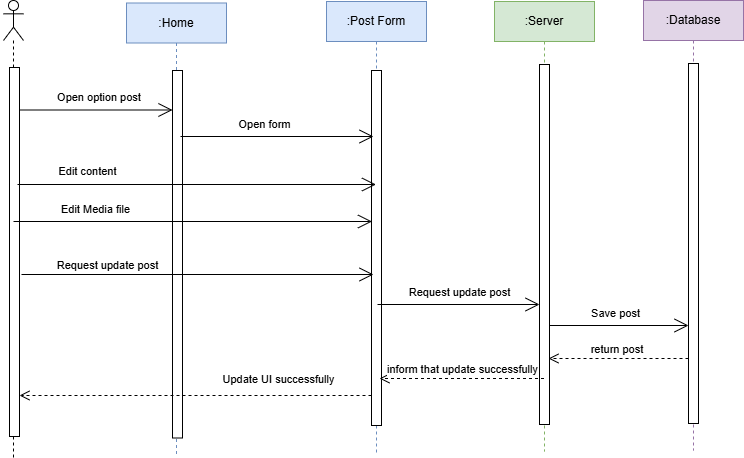 :Home
:Post Form
:Server
:Database
Open option post
Open form
Edit content
Edit Media file
Request update post
Request update post
Save post
return post
inform that update successfully
Update UI successfully